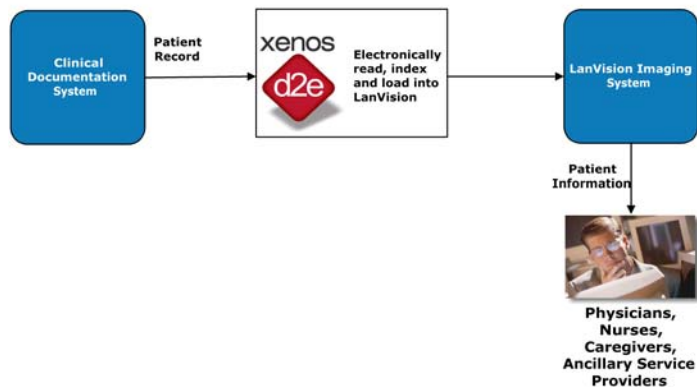 Clinical
Documentation
System
Patient
Record
xenos
d2e
Electronically
read, index
and load into
LanVision
LanVision Imaging
System
Patient
Information
Physicians,
Nurses,
Caregivers,
Ancillary Service
Providers